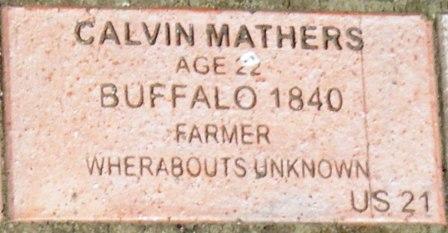 CALVIN MATHERS
AGE 22
BUFFALO 1840
FARMER
WHERABOUTS UNKNOWN
US 21